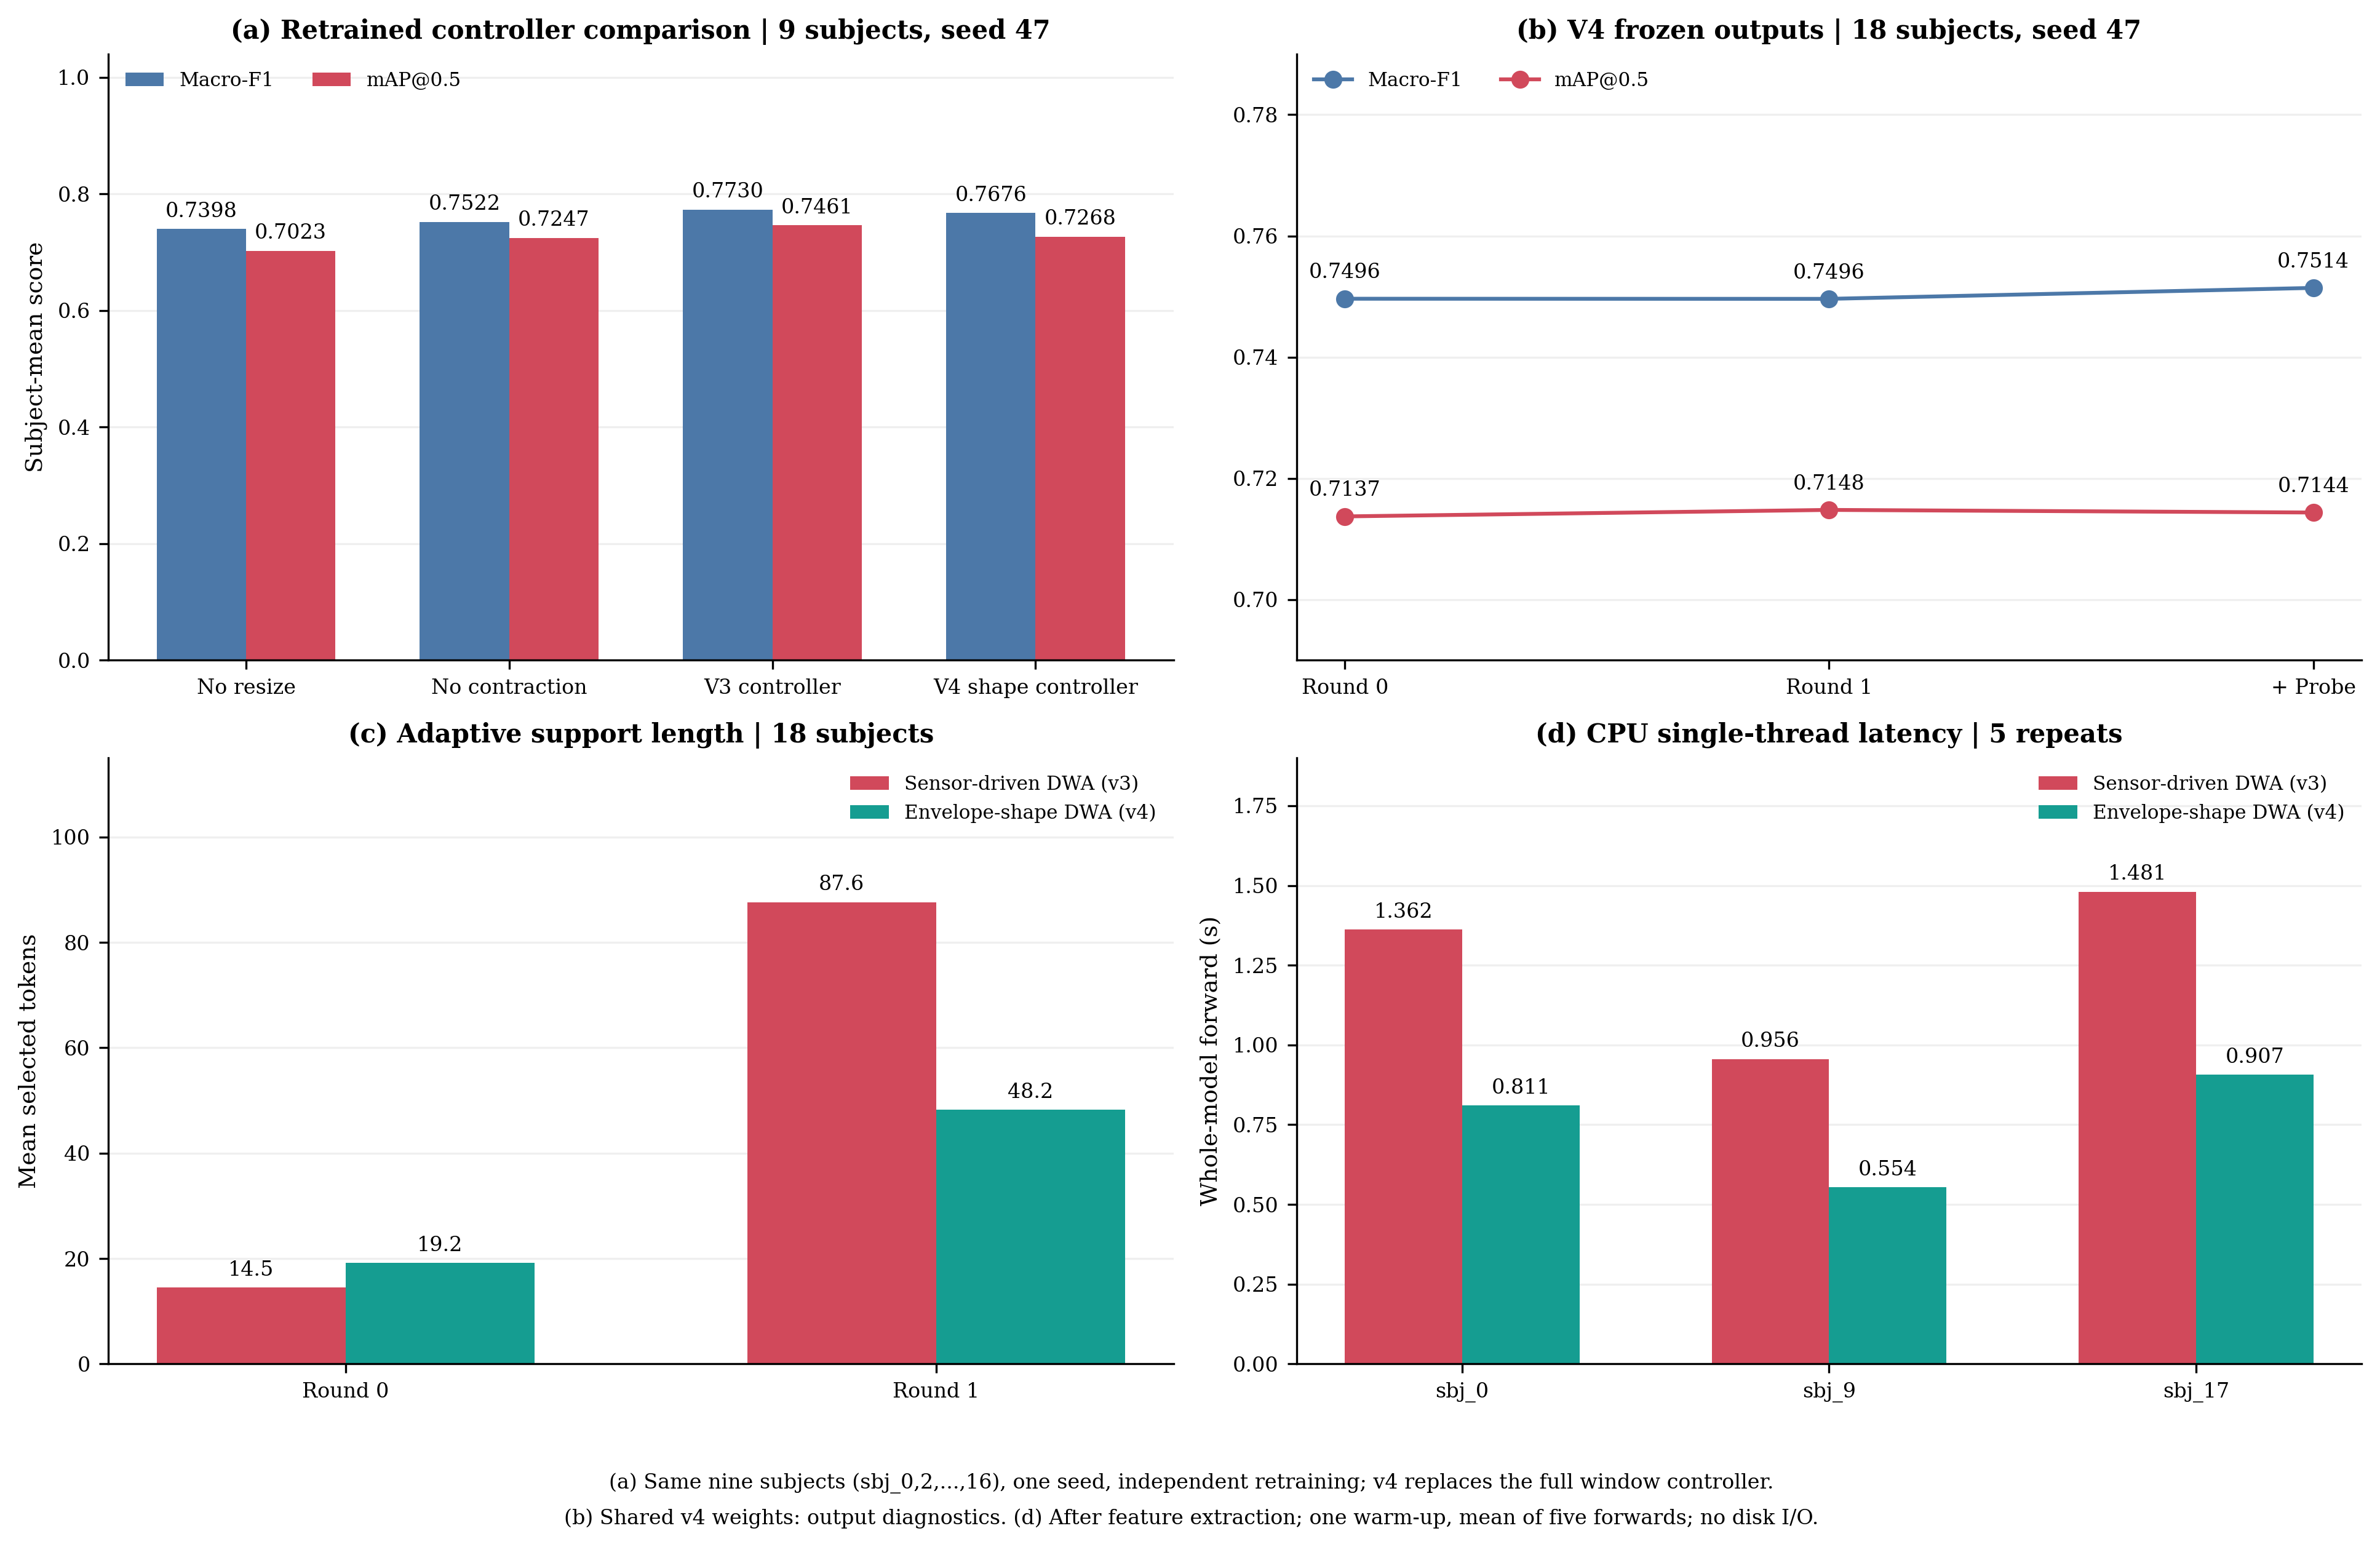 (a) Retrained controller comparison | 9 subjects, seed 47
Macro-F1
mAP@0.5
Subject-mean score
1.0
0.8
0.6
0.4
0.2
0.0
0.7398
0.7023
0.7522
0.7247
0.7730
0.7461
0.7676
0.7268
No resize
No contraction
V3 controller
V4 shape controller
(b) V4 frozen outputs | 18 subjects, seed 47
Macro-F1
mAP@0.5
0.78
0.76
0.74
0.72
0.70
0.7496
0.7496
0.7514
0.7137
0.7148
0.7144
Round 0
Round 1
+ Probe
(c) Adaptive support length | 18 subjects
Sensor-driven DWA (v3)
Envelope-shape DWA (v4)
Mean selected tokens
100
80
60
40
20
0
14.5
19.2
87.6
48.2
Round 0
Round 1
(d) CPU single-thread latency | 5 repeats
Sensor-driven DWA (v3)
Envelope-shape DWA (v4)
Whole-model forward (s)
1.75
1.50
1.25
1.00
0.75
0.50
0.25
0.00
1.362
0.811
0.956
0.554
1.481
0.907
sbj_0
sbj_9
sbj_17
(a) Same nine subjects (sbj_0,2,...,16), one seed, independent retraining; v4 replaces the full window controller.
(b) Shared v4 weights: output diagnostics. (d) After feature extraction; one warm-up, mean of five forwards; no disk I/O.